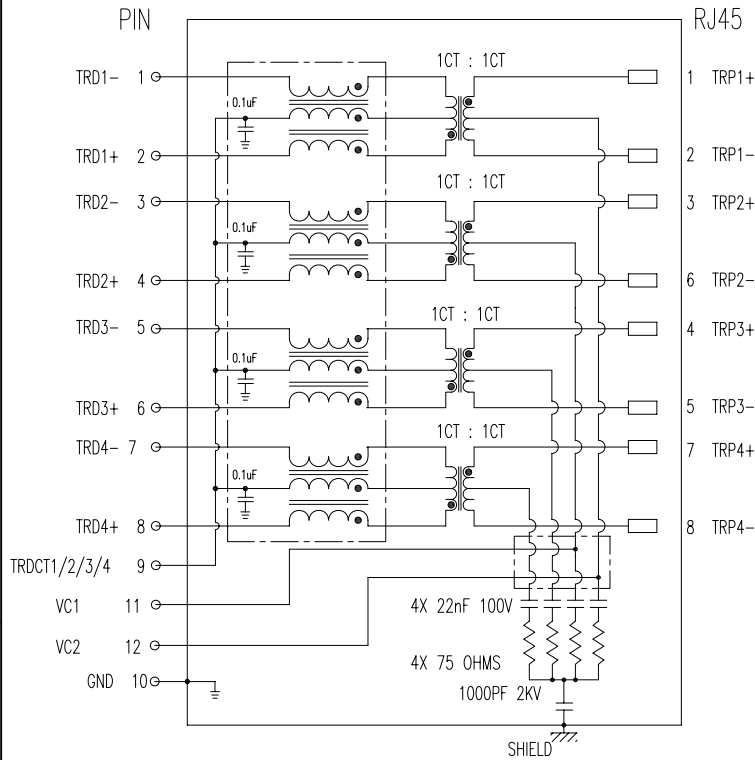 PIN RJ45
1CT : 1CT
TRD1- 1 1 TRP1+
0.1uF
TRD1+ 2 2 TRP1-
1CT : 1CT
TRD2- 3 3 TRP2+
0.1uF
TRD2+ 4 6 TRP2-
1CT : 1CT
TRD3- 5 4 TRP3+
0.1uF
TRD3+ 6 5 TRP3-
1CT : 1CT
TRD4- 7 7 TRP4+
0.1uF
TRD4+ 8 8 TRP4-
TRDCT1/2/3/4 9
VC1 11 4X 22nF 100V
VC2 12
4X 75 OHMS
GND 10
1000PF 2KV
SHIELD